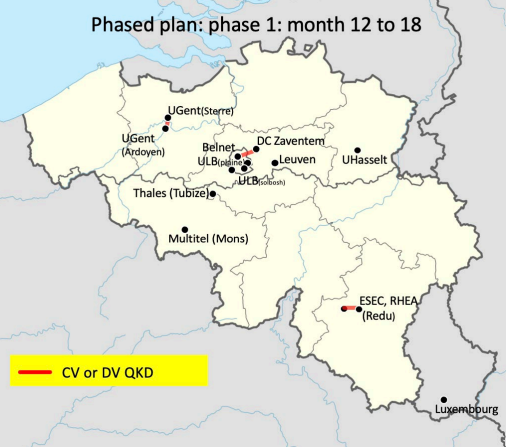 Phased plan: phase 1: month 12 to 18
UGent(Sterre)
UGent
(Ardoyen)
Belnet
DC Zaventem
ULB(plaine)
Leuven
UHasselt
ULB(solbosh)
Thales (Tubize)
Multitel (Mons)
ESEC, RHEA
(Redu)
CV or DV QKD
Luxembourg